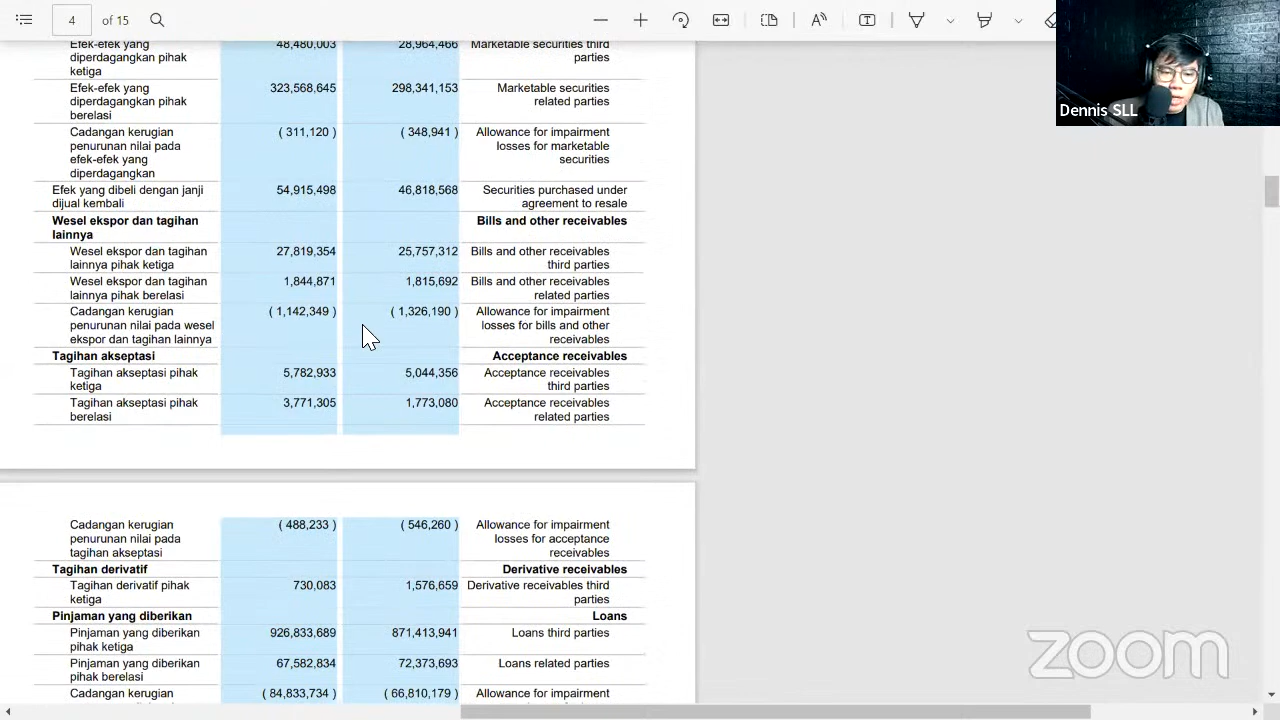 4 of 15
Dennis SLL
Efek-efek yang 48,480,003 28,964,466 Marketable securities third
diperdagangkan pihak parties
ketiga
Efek-efek yang 323,568,645 298,341,153 Marketable securities
diperdagangkan pihak related parties
berelasi
Cadangan kerugian ( 311,120 ) ( 348,941 ) Allowance for impairment
penurunan nilai pada losses for marketable
efek-efek yang securities
diperdagangkan
Efek yang dibeli dengan janji 54,915,498 46,818,568 Securities purchased under
dijual kembali agreement to resale
Wesel ekspor dan tagihan Bills and other receivables
lainnya
Wesel ekspor dan tagihan 27,819,354 25,757,312 Bills and other receivables
lainnya pihak ketiga third parties
Wesel ekspor dan tagihan 1,844,871 1,815,692 Bills and other receivables
lainnya pihak berelasi related parties
Cadangan kerugian ( 1,142,349 ) ( 1,326,190 ) Allowance for impairment
penurunan nilai pada wesel losses for bills and other
ekspor dan tagihan lainnya receivables
Tagihan akseptasi Acceptance receivables
Tagihan akseptasi pihak 5,782,933 5,044,356 Acceptance receivables
ketiga third parties
Tagihan akseptasi pihak 3,771,305 1,773,080 Acceptance receivables
berelasi related parties
Cadangan kerugian ( 488,233 ) ( 546,260 ) Allowance for impairment
penurunan nilai pada losses for acceptance
tagihan akseptasi receivables
Tagihan derivatif Derivative receivables
Tagihan derivatif pihak 730,083 1,576,659 Derivative receivables third
ketiga parties
Pinjaman yang diberikan Loans
Pinjaman yang diberikan 926,833,689 871,413,941 Loans third parties
pihak ketiga
Pinjaman yang diberikan 67,582,834 72,373,693 Loans related parties
pihak berelasi
Cadangan kerugian ( 84,833,734 ) ( 66,810,179 ) Allowance for impairment
zoom